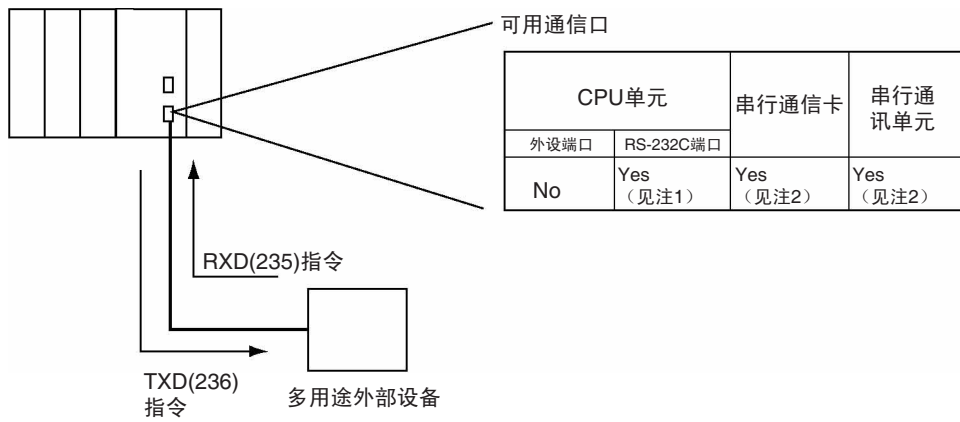 可用通信口
CPU单元
串行通信卡
串行通
讯单元
外设端口
RS-232C端口
No
Yes
（见注1）
Yes
（见注2）
Yes
（见注2）
RXD(235)指令
TXD(236)
指令
多用途外部设备